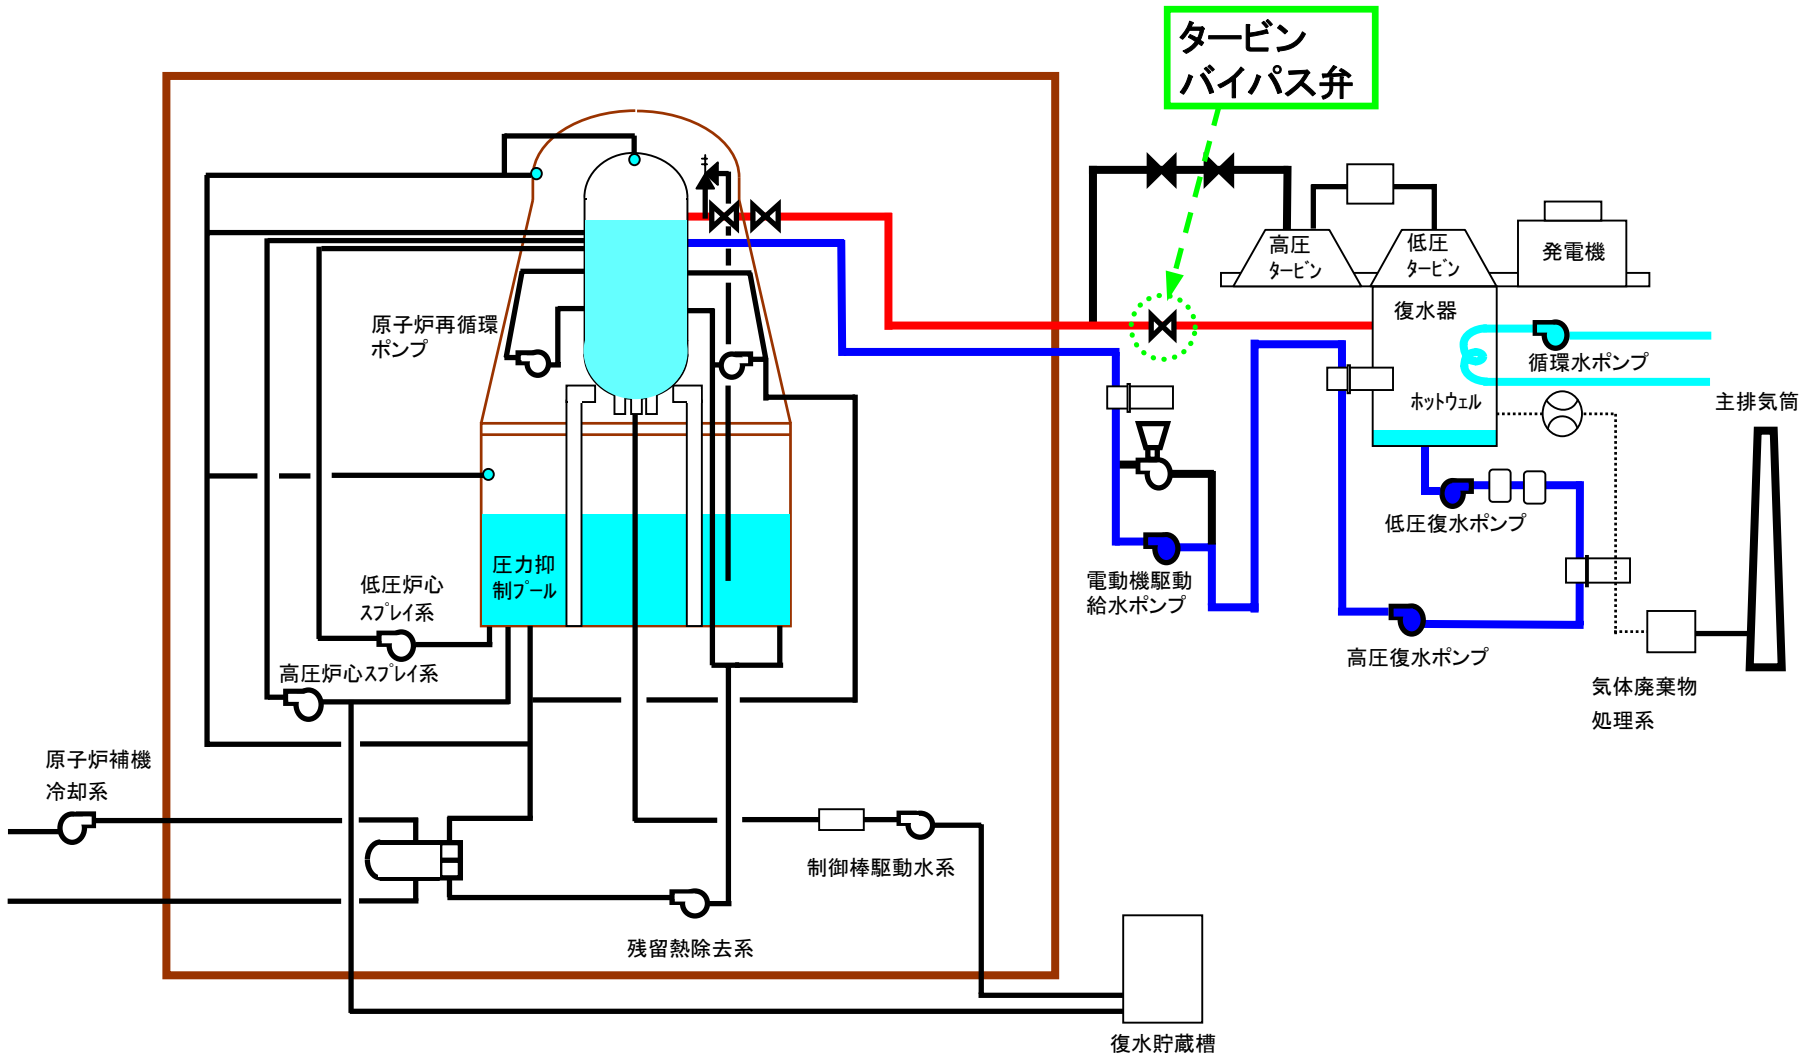 タービン
バイパス弁
高圧
タービン
低圧
タービン
発電機
復水器
循環水ポンプ
ホットウェル
主排気筒
原子炉再循環
ポンプ
低圧復水ポンプ
圧力抑
制プール
低圧炉心
スプレイ系
電動機駆動
給水ポンプ
高圧炉心スプレイ系
高圧復水ポンプ
気体廃棄物
処理系
原子炉補機
冷却系
制御棒駆動水系
残留熱除去系
復水貯蔵槽